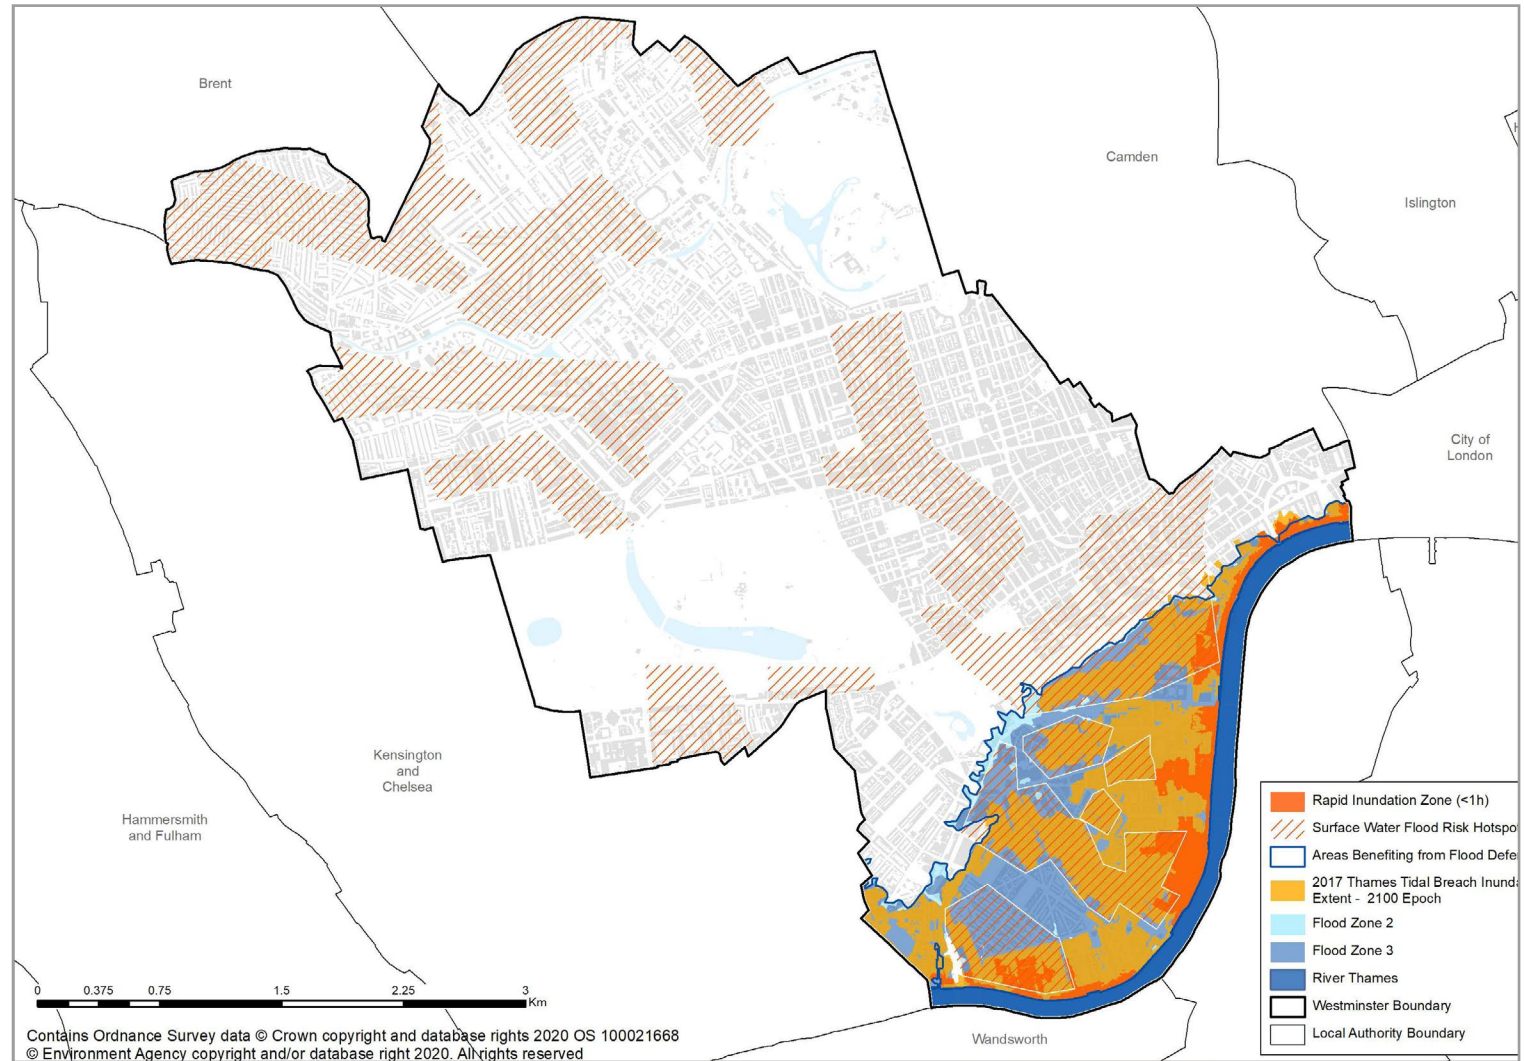 Brent
Camden
Islington
City of
London
Kensington
and
Chelsea
Hammersmith
and Fulham
Wandsworth
Rapid Inundation Zone (<1h)
Surface Water Flood Risk Hotspo
Areas Benefiting from Flood Defe
2017 Thames Tidal Breach Inund
Extent - 2100 Epoch
Flood Zone 2
Flood Zone 3
River Thames
Westminster Boundary
Local Authority Boundary
0 0.375 0.75 1.5 2.25 3
Km
Contains Ordnance Survey data © Crown copyright and database rights 2020 OS 100021668
© Environment Agency copyright and/or database right 2020. All rights reserved